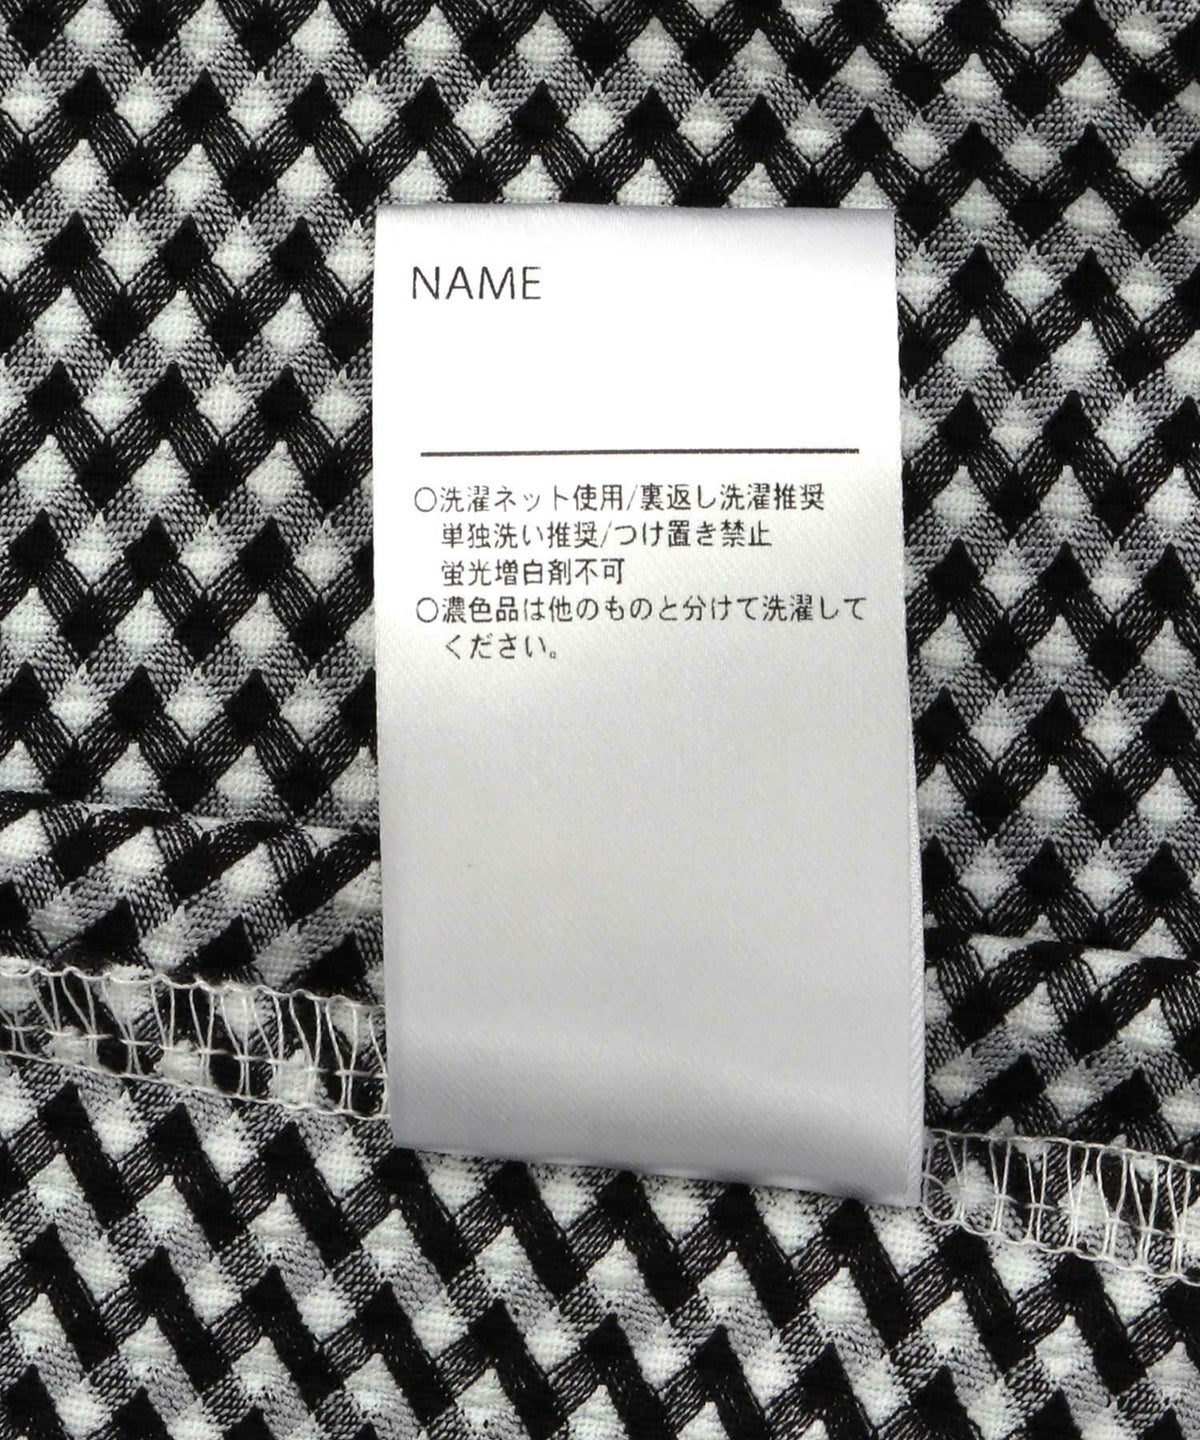 NAME
○洗濯ネット使用/裏返し洗濯推奨
単独洗い推奨/つけ置き禁止
蛍光増白剤不可
○濃色品は他のものと分けて洗濯して
ください。